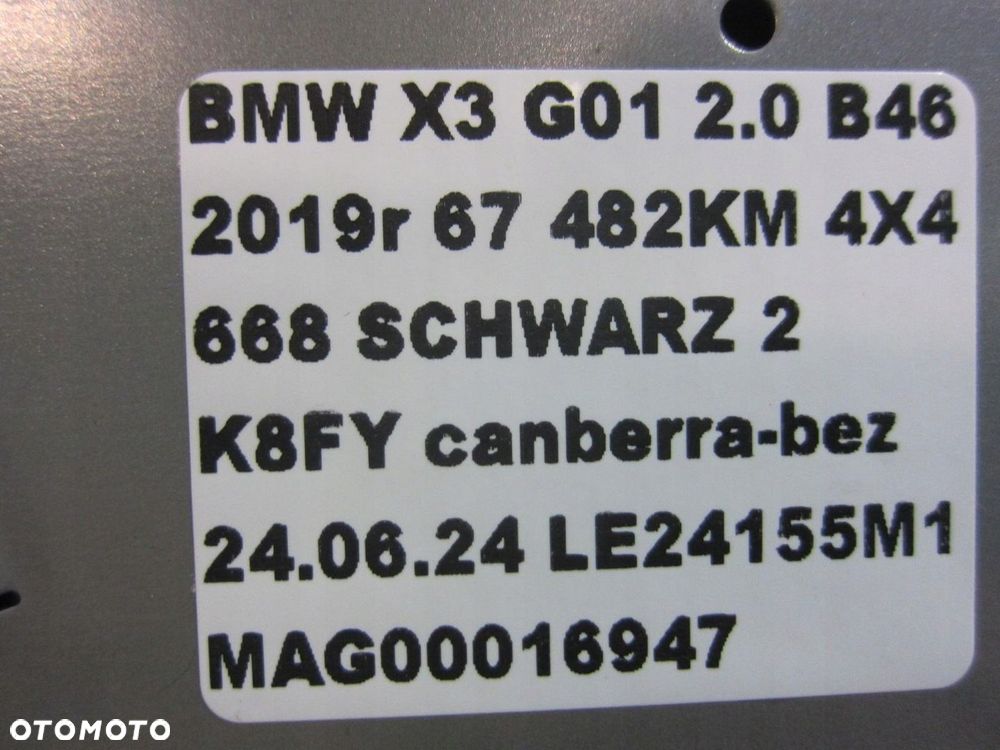 BMW X3 G01 2.0 B46
2019r 67 482KM 4X4
668 SCHWARZ 2
K8FY canberra-bez
24.06.24 LE24155M1
MAG00016947
OTOMOTO